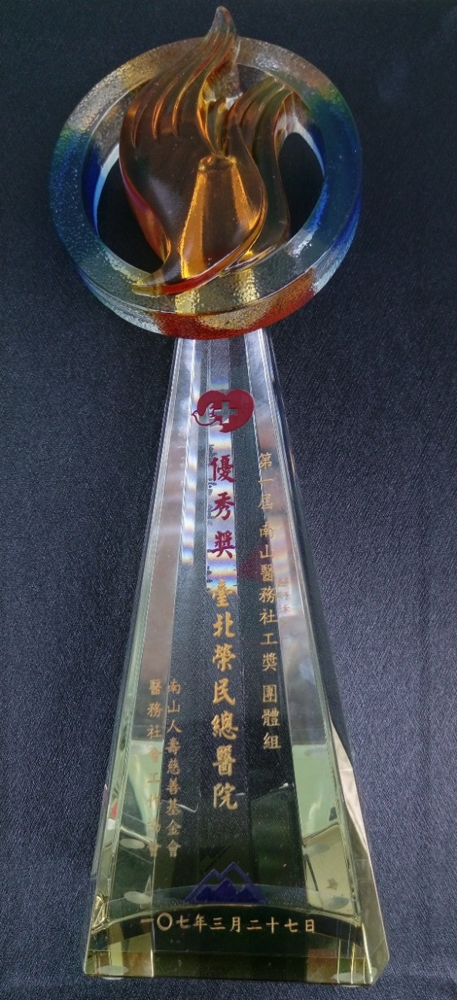 第一屆 南山醫務社工獎 團體組
優秀獎 臺北榮民總醫院
南山人壽慈善基金會
醫務社會工作協會
一〇七年三月二十七日